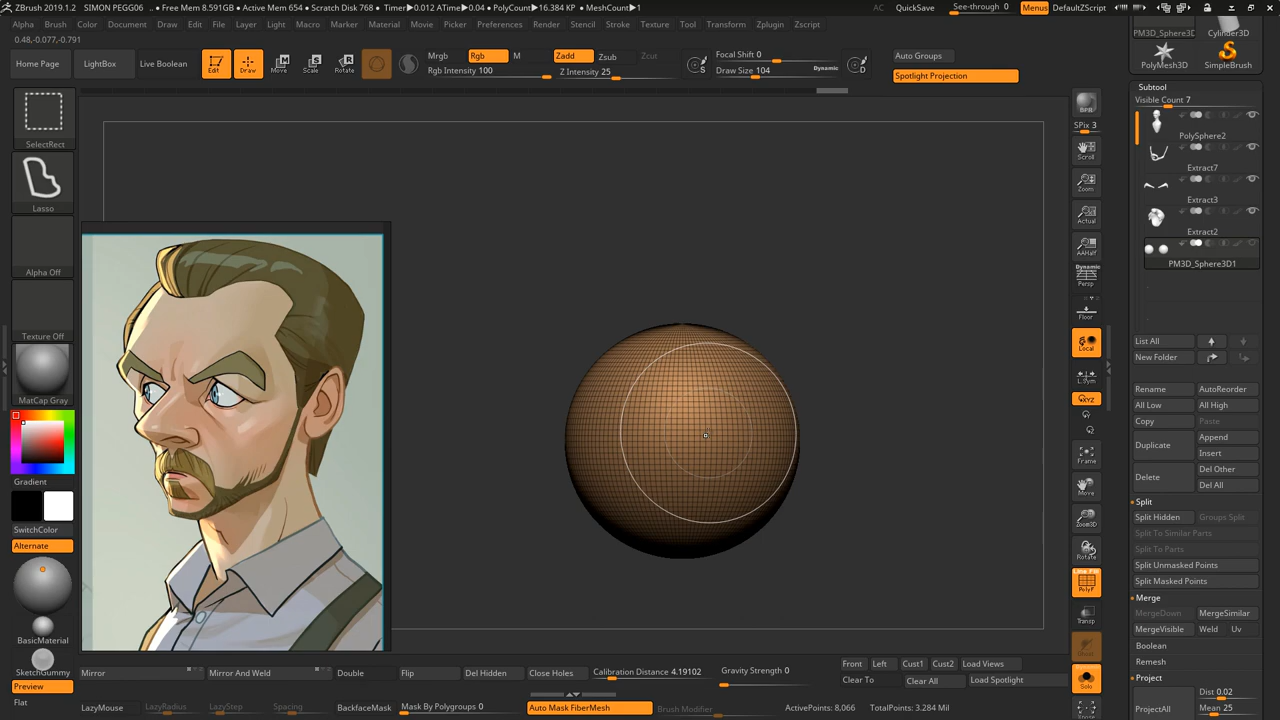 ZBrush 2019.1.2 SIMON PEGG06 .. • Free Mem 8.591GB • Active Mem 654 • Scratch Disk 768 • Timer▶0.012 ATime▶0.04 • PolyCount▶16.384 KP • MeshCount▶1 AC QuickSave See-through 0 Menus DefaultZScript
Alpha Brush Color Document Draw Edit File Layer Light Macro Marker Material Movie Picker Preferences Render Stencil Stroke Texture Tool Transform Zplugin Zscript
0.48,-0.077,-0.791
PM3D_Sphere3D Cylinder3D
PolyMesh3D SimpleBrush
Home Page LightBox Live Boolean Edit Draw Move Scale Rotate
Mrgb Rgb M Zadd Zsub Zcut
Rgb Intensity 100 Z Intensity 25
Focal Shift 0
Draw Size 104 Dynamic
S
D
Auto Groups
Spotlight Projection
SelectRect
Lasso
Alpha Off
Texture Off
MatCap Gray
Gradient
SwitchColor
Alternate
BasicMaterial
SketchGummy
Preview
Flat
BPR
SPix 3
Scroll
Zoom
Actual
AAHalf
Dynamic
Persp
Floor
Local
L.Sym
XYZ
Frame
Move
Zoom3D
Rotate
Line Fill
PolyF
Transp
Ghost
Solo
Xpose
Subtool
Visible Count 7
PolySphere2
Extract7
Extract3
Extract2
PM3D_Sphere3D1
List All
New Folder
Rename AutoReorder
All Low All High
Copy Paste
Duplicate Append
Insert
Delete Del Other
Del All
Split
Split Hidden Groups Split
Split To Similar Parts
Split To Parts
Split Unmasked Points
Split Masked Points
Merge
MergeDown MergeSimilar
MergeVisible Weld Uv
Boolean
Remesh
Project
ProjectAll Dist 0.02
Mean 25
Mirror Mirror And Weld Double Flip Del Hidden Close Holes Calibration Distance 4.19102 Gravity Strength 0
Front Left Cust1 Cust2 Load Views
Clear To Clear All Load Spotlight
LazyMouse LazyRadius LazyStep Spacing BackfaceMask Mask By Polygroups 0 Auto Mask FiberMesh Brush Modifier ActivePoints: 8,066 TotalPoints: 3.284 Mil